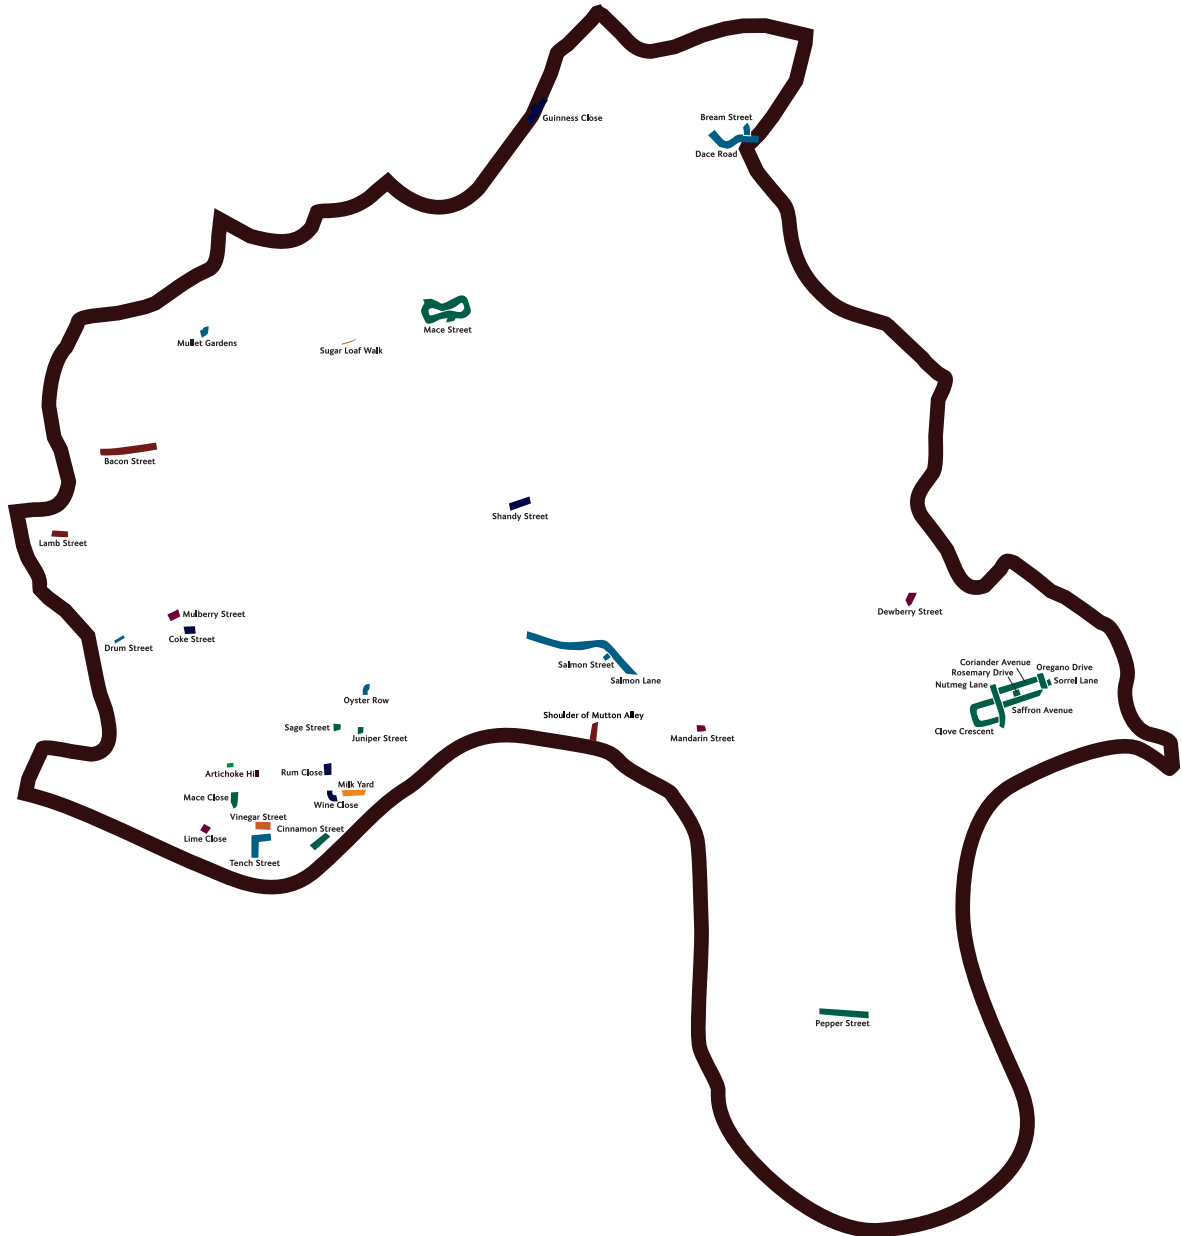 Guinness Close
Bream Street
Dace Road
Mace Street
Mullet Gardens
Sugar Loaf Walk
Bacon Street
Shandy Street
Lamb Street
Dewberry Street
Mulberry Street
Coke Street
Drum Street
Salmon Street
Salmon Lane
Coriander Avenue
Oregano Drive
Rosemary Drive
Sorrel Lane
Nutmeg Lane
Saffron Avenue
Clove Crescent
Oyster Row
Shoulder of Mutton Alley
Sage Street
Juniper Street
Mandarin Street
Artichoke Hill
Rum Close
Milk Yard
Mace Close
Wine Close
Vinegar Street
Cinnamon Street
Lime Close
Tench Street
Pepper Street